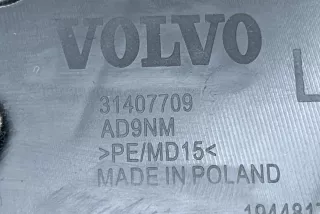 VOLVO
31407709
AD9NM
>PE/MD15<
MADE IN POLAND
L